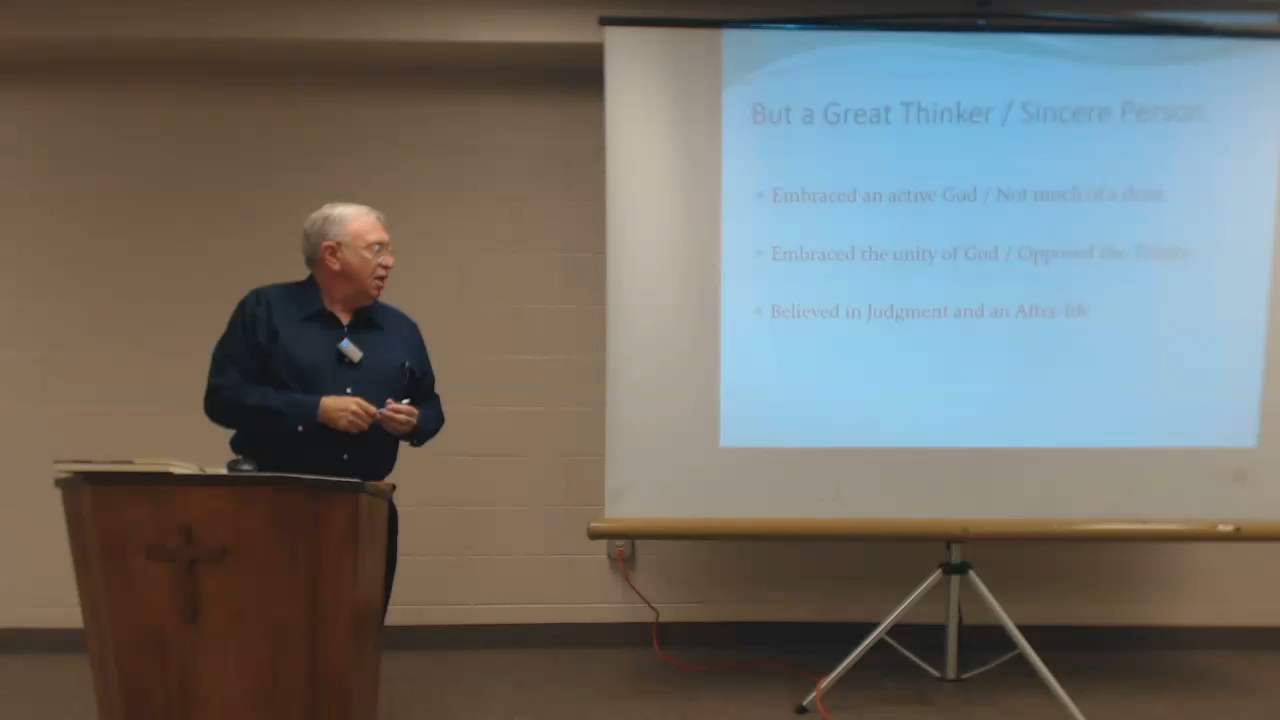 But a Great Thinker / Sincere Person
Embraced an active God / Not much of a deist
Embraced the unity of God / Opposed the Trinity
Believed in Judgment and an After-life